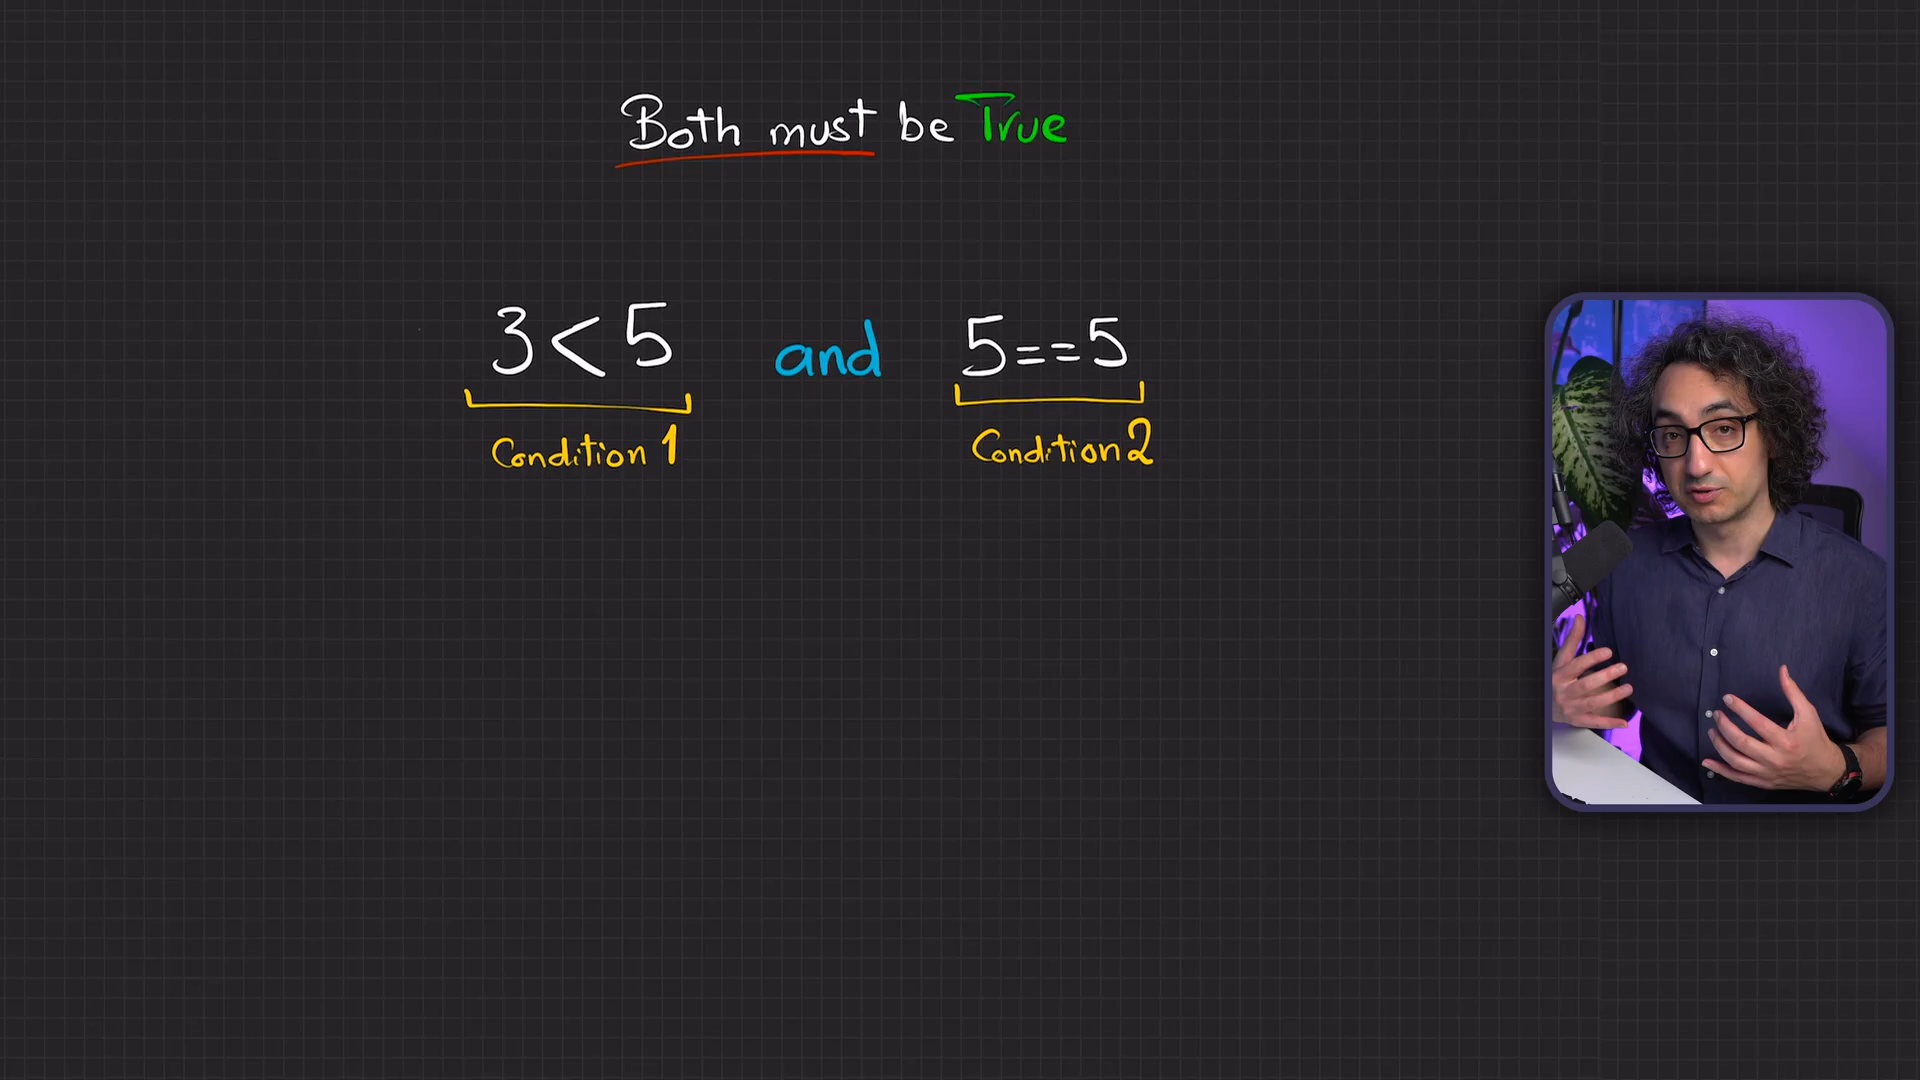 Both must be True
3 < 5 and 5 == 5
Condition 1 Condition 2